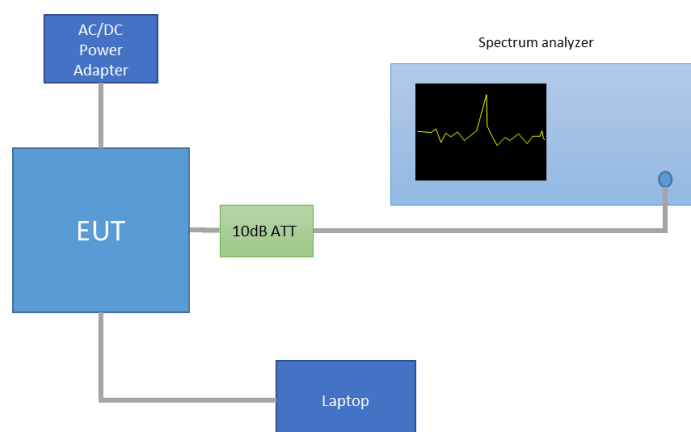 AC/DC
Power
Adapter
Spectrum analyzer
EUT
10dB ATT
Laptop